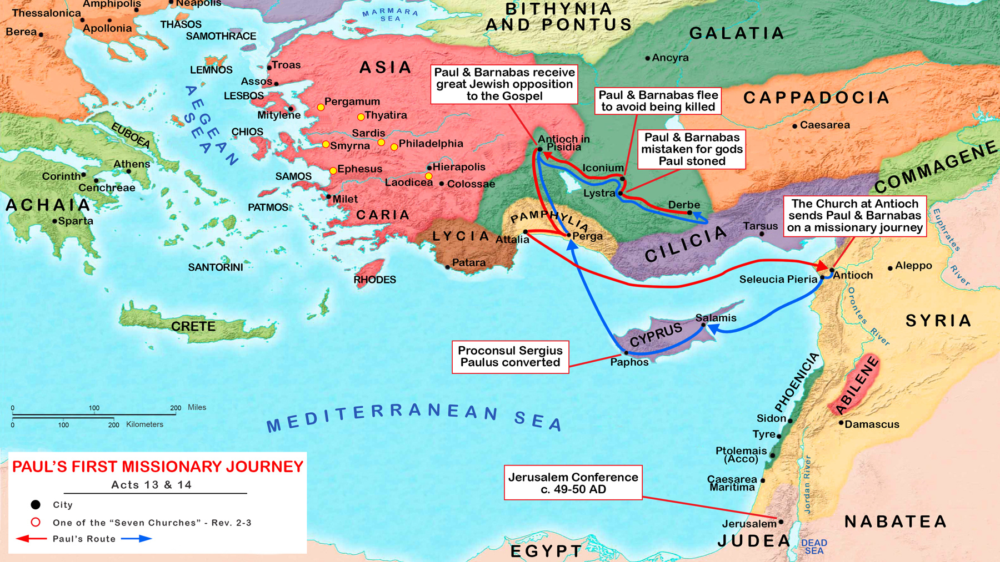 Amphipolis
Neapolis
Thessalonica
Apollonia
Berea
THASOS
SAMOTHRACE
MARMARA
SEA
BITHYNIA
AND PONTUS
GALATIA
Ancyra
LEMNOS
Troas
Assos
ASIA
LESBOS
Mitylene
Pergamum
Thyatira
AEGEAN
SEA
EUBOEA
CHIOS
Sardis
Smyrna
Philadelphia
Paul & Barnabas receive
great Jewish opposition
to the Gospel
Paul & Barnabas flee
to avoid being killed
Paul & Barnabas
mistaken for gods
Paul stoned
CAPPADOCIA
Caesarea
COMMAGENE
Antioch in
Pisidia
Iconium
Lystra
Derbe
Athens
Corinth
Cenchreae
ACHAIA
Sparta
SAMOS
Ephesus
Hierapolis
Laodicea
Colossae
Milet
PATMOS
CARIA
LYCIA
PAMPHYLIA
Attalia
Perga
Patara
CILICIA
Tarsus
The Church at Antioch
sends Paul & Barnabas
on a missionary journey
Euphrates
River
Aleppo
Seleucia Pieria
Antioch
Orontes
River
SANTORINI
RHODES
CRETE
CYPRUS
Salamis
Paphos
Proconsul Sergius
Paulus converted
SYRIA
PHOENICIA
ABILENE
Sidon
Damascus
Tyre
Ptolemais
(Acco)
Caesarea
Maritima
Jordan River
MEDITERRANEAN SEA
0 100 200 Miles
0 100 200 Kilometers
PAUL'S FIRST MISSIONARY JOURNEY
Acts 13 & 14
City
One of the “Seven Churches” - Rev. 2-3
Paul's Route
Jerusalem Conference
c. 49-50 AD
Jerusalem
JUDEA
DEAD
SEA
NABATEA
EGYPT